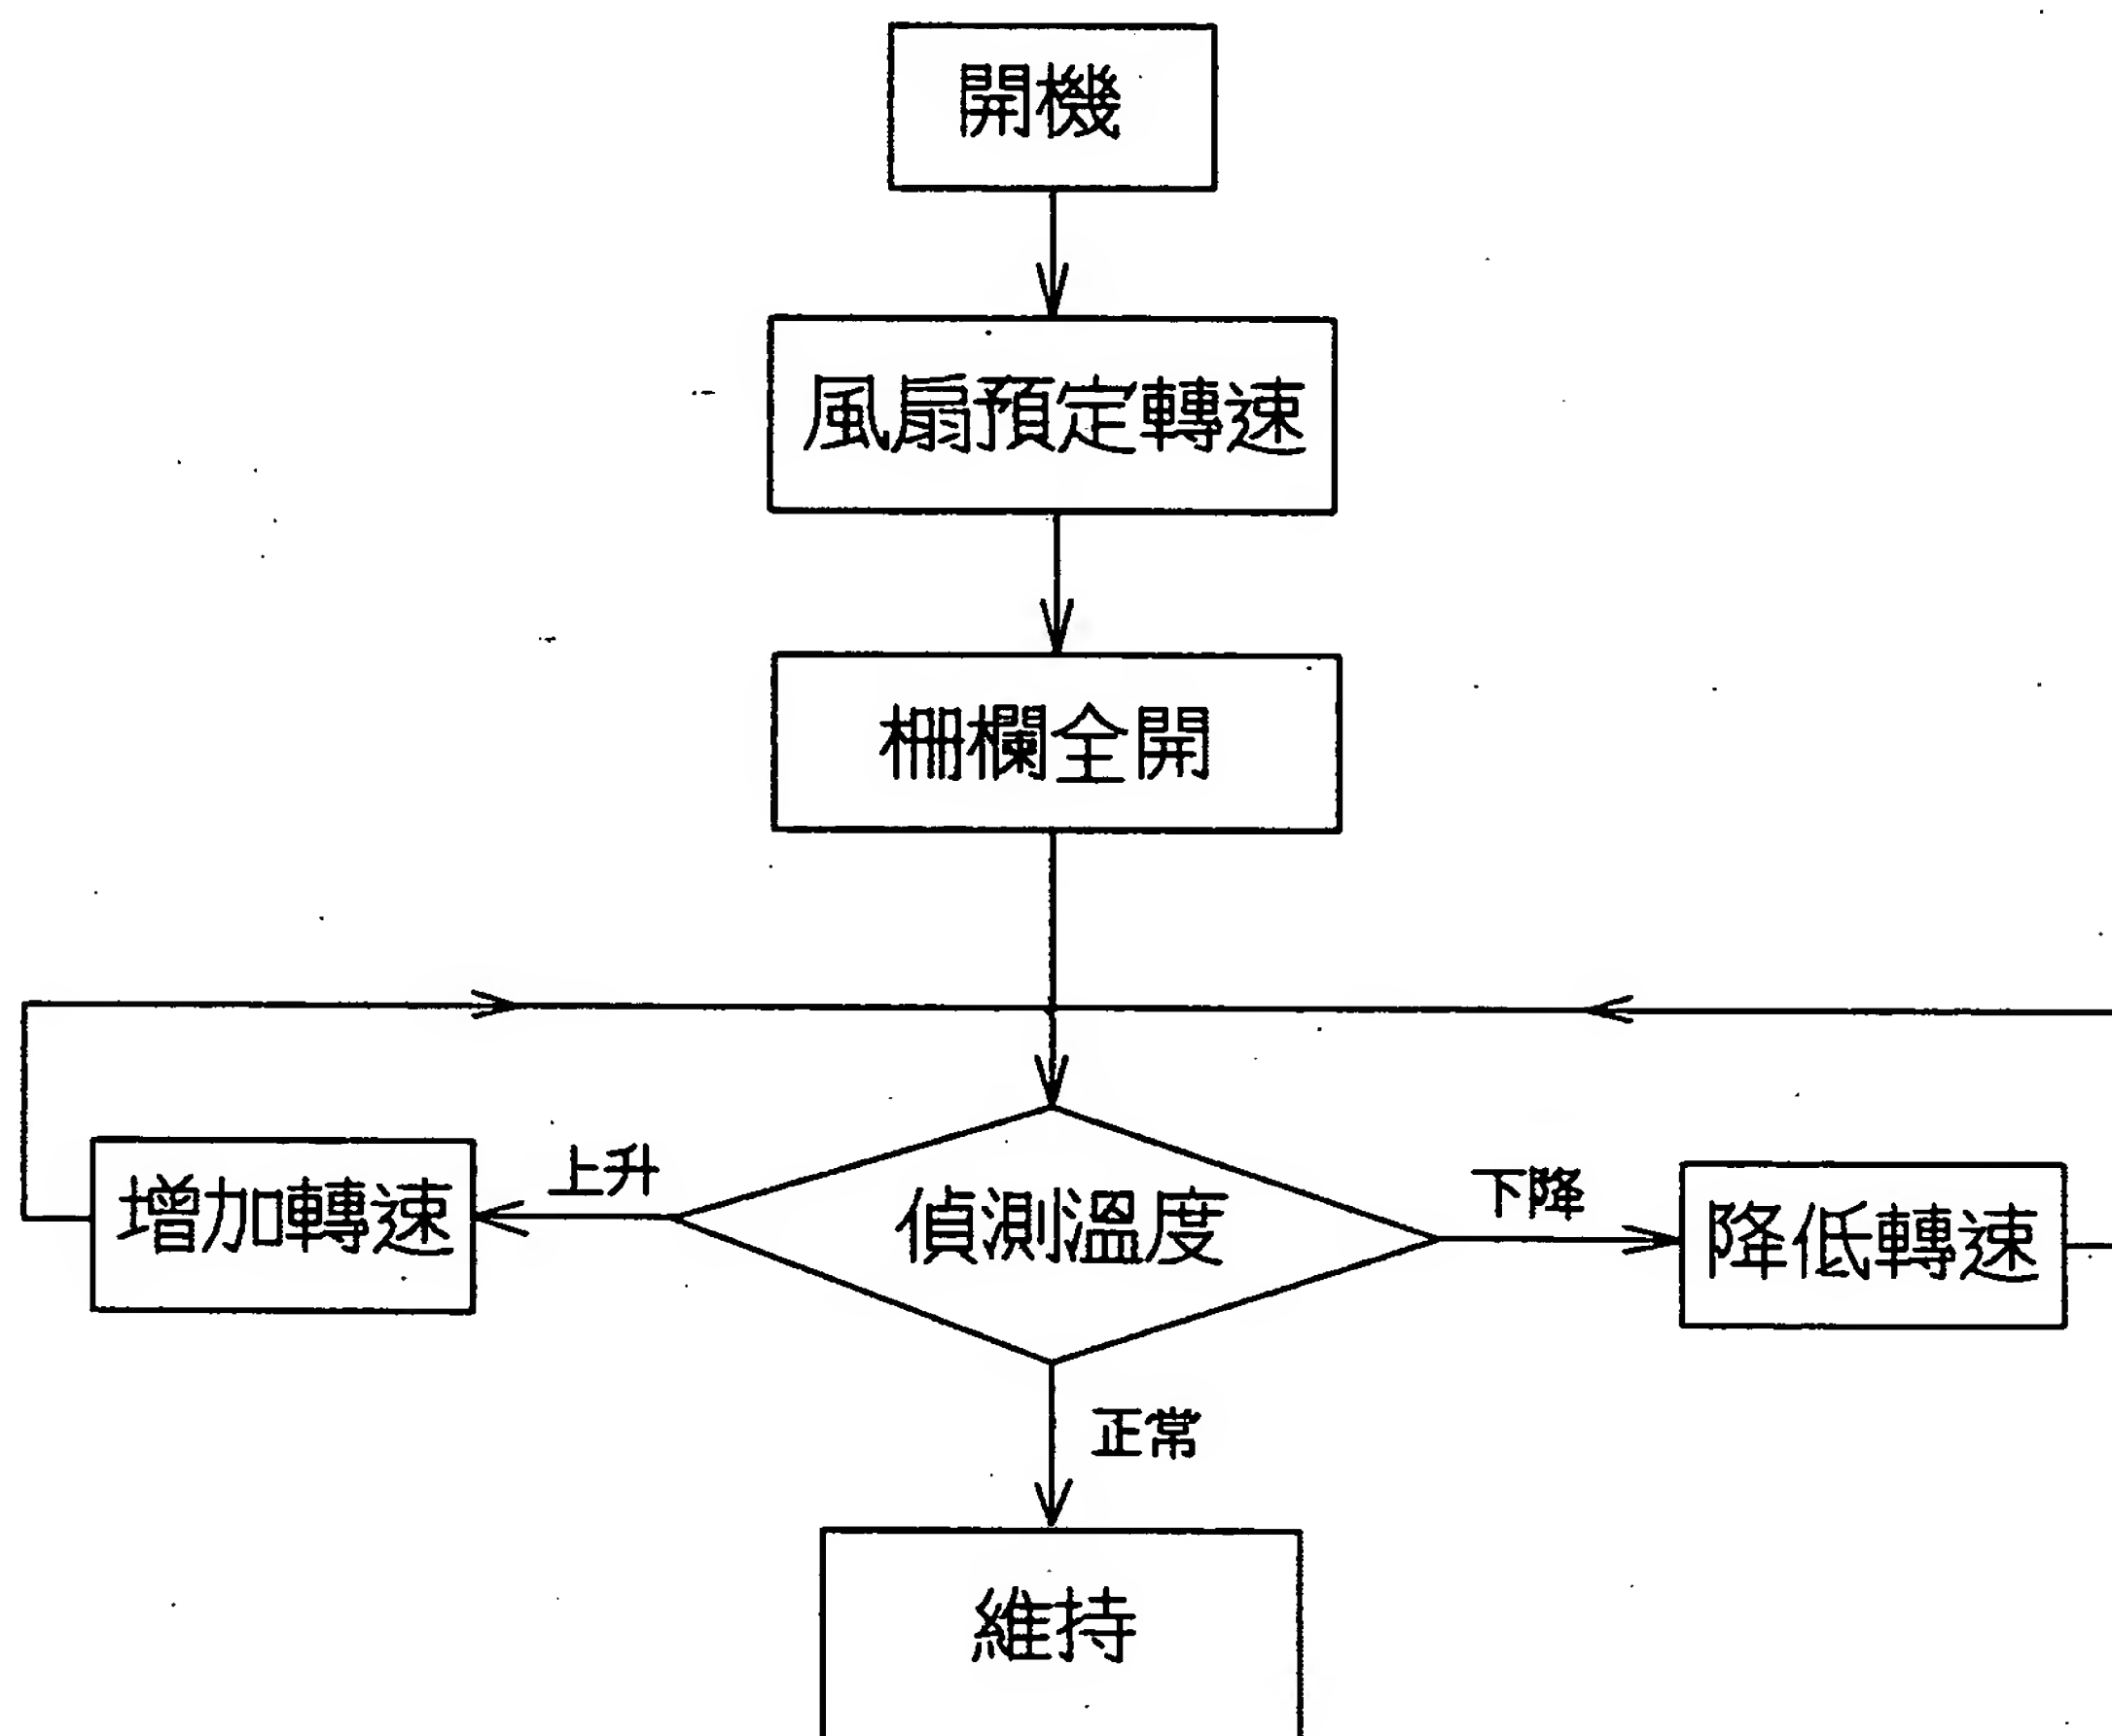 開機
風扇預定轉速
柵欄全開
上升
下降
增加轉速
偵測溫度
降低轉速
正常
維持